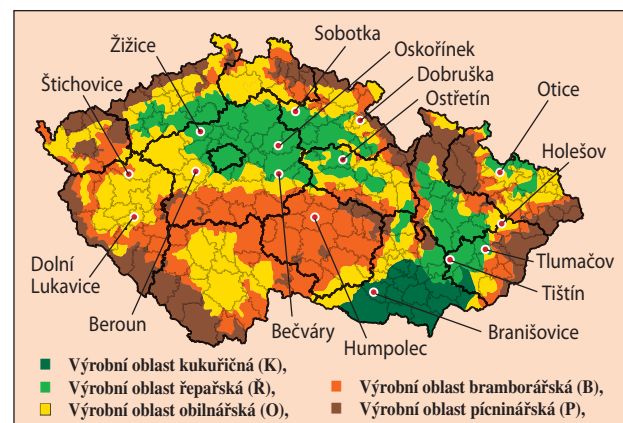 Sobotka
Žižice
Oskořínek
Štichovice
Dobruška
Ostřetín
Otice
Holešov
Dolní
Lukavice
Tlumačov
Tištín
Beroun
Bečváry
Branišovice
Humpolec
Výrobní oblast kukuřičná (K),
Výrobní oblast řepařská (Ř),
Výrobní oblast bramborářská (B)
Výrobní oblast obilnářská (O),
Výrobní oblast pícninářská (P),